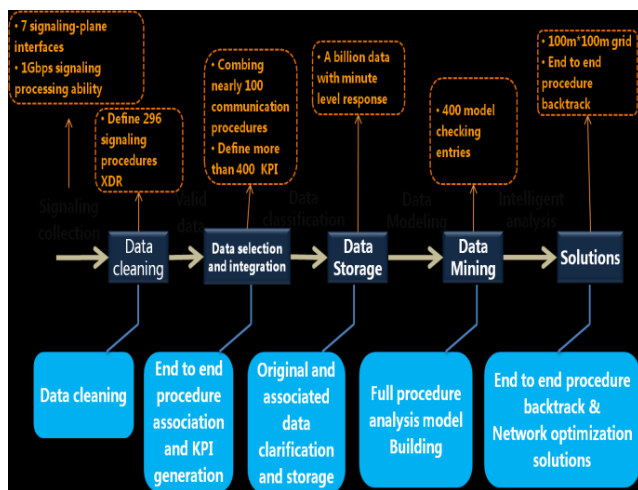 • 7 signaling-plane
interfaces
• 1Gbps signaling
processing ability
• Define 296
signaling
procedures
XDR
• Combing
nearly 100
communication
procedures
• Define more
than 400 KPI
• A billion data
with minute
level response
• 400 model
checking
entries
• 100m*100m grid
• End to end
procedure
backtrack
Signaling
collection
Valid
data
Data
classification
Data
Modeling
Intelligent
analysis
Data
cleaning
Data selection
and integration
Data
Storage
Data
Mining
Solutions
Data cleaning
End to end
procedure
association
and KPI
generation
Original and
associated
data
clarification
and storage
Full procedure
analysis model
Building
End to end procedure
backtrack &
Network optimization
solutions